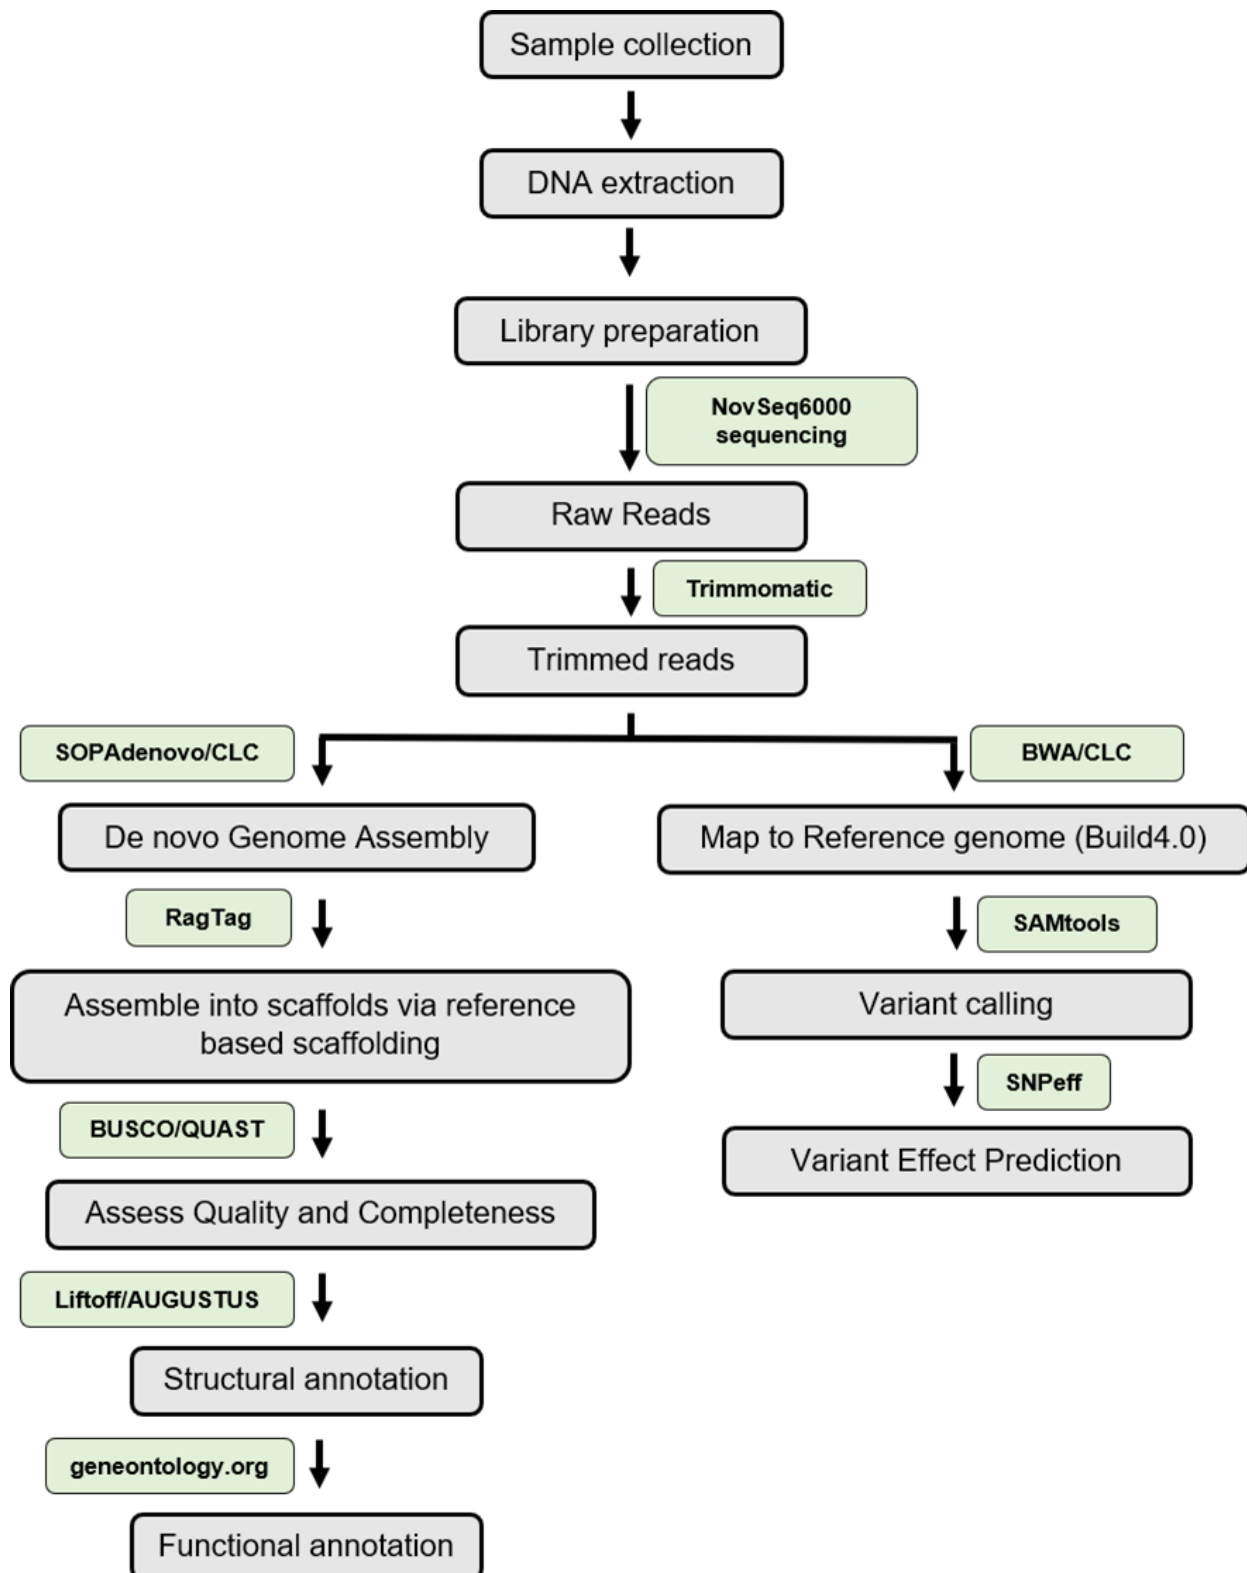 Sample collection
DNA extraction
Library preparation
NovSeq6000
sequencing
Raw Reads
Trimmomatic
Trimmed reads
SOPAdenovo/CLC
BWA/CLC
De novo Genome Assembly
Map to Reference genome (Build4.0)
RagTag
SAMtools
Assemble into scaffolds via reference
based scaffolding
Variant calling
BUSCO/QUAST
SNPeff
Assess Quality and Completeness
Variant Effect Prediction
Liftoff/AUGUSTUS
Structural annotation
geneontology.org
Functional annotation